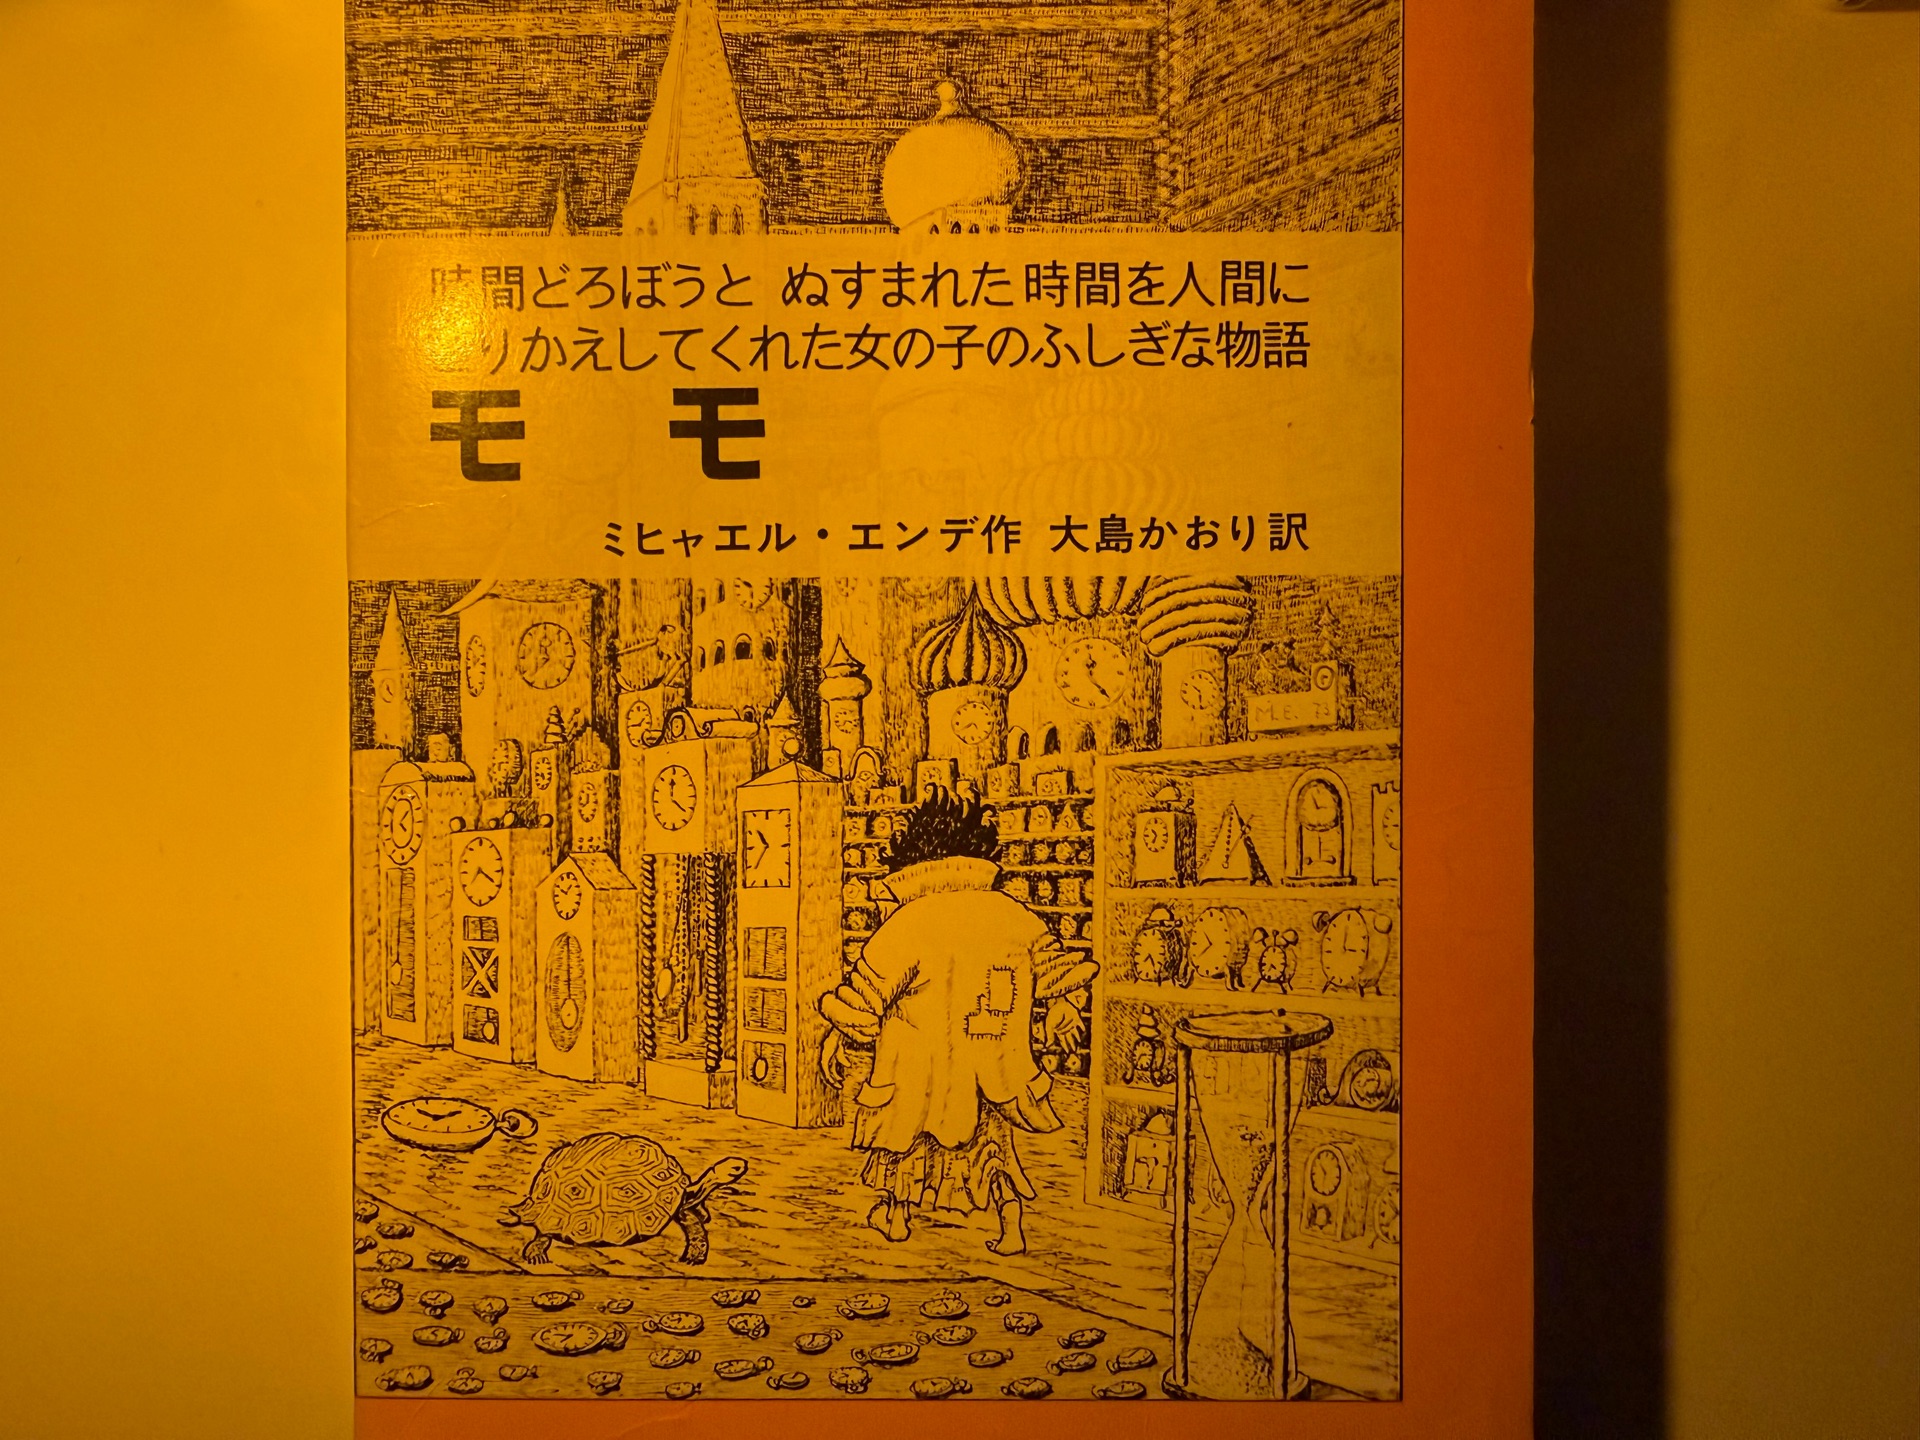 時間どろぼうと ぬすまれた時間を人間に
りかえしてくれた女の子のふしぎな物語
モモ
ミヒャエル・エンデ作 大島かおり訳
M.E. 73